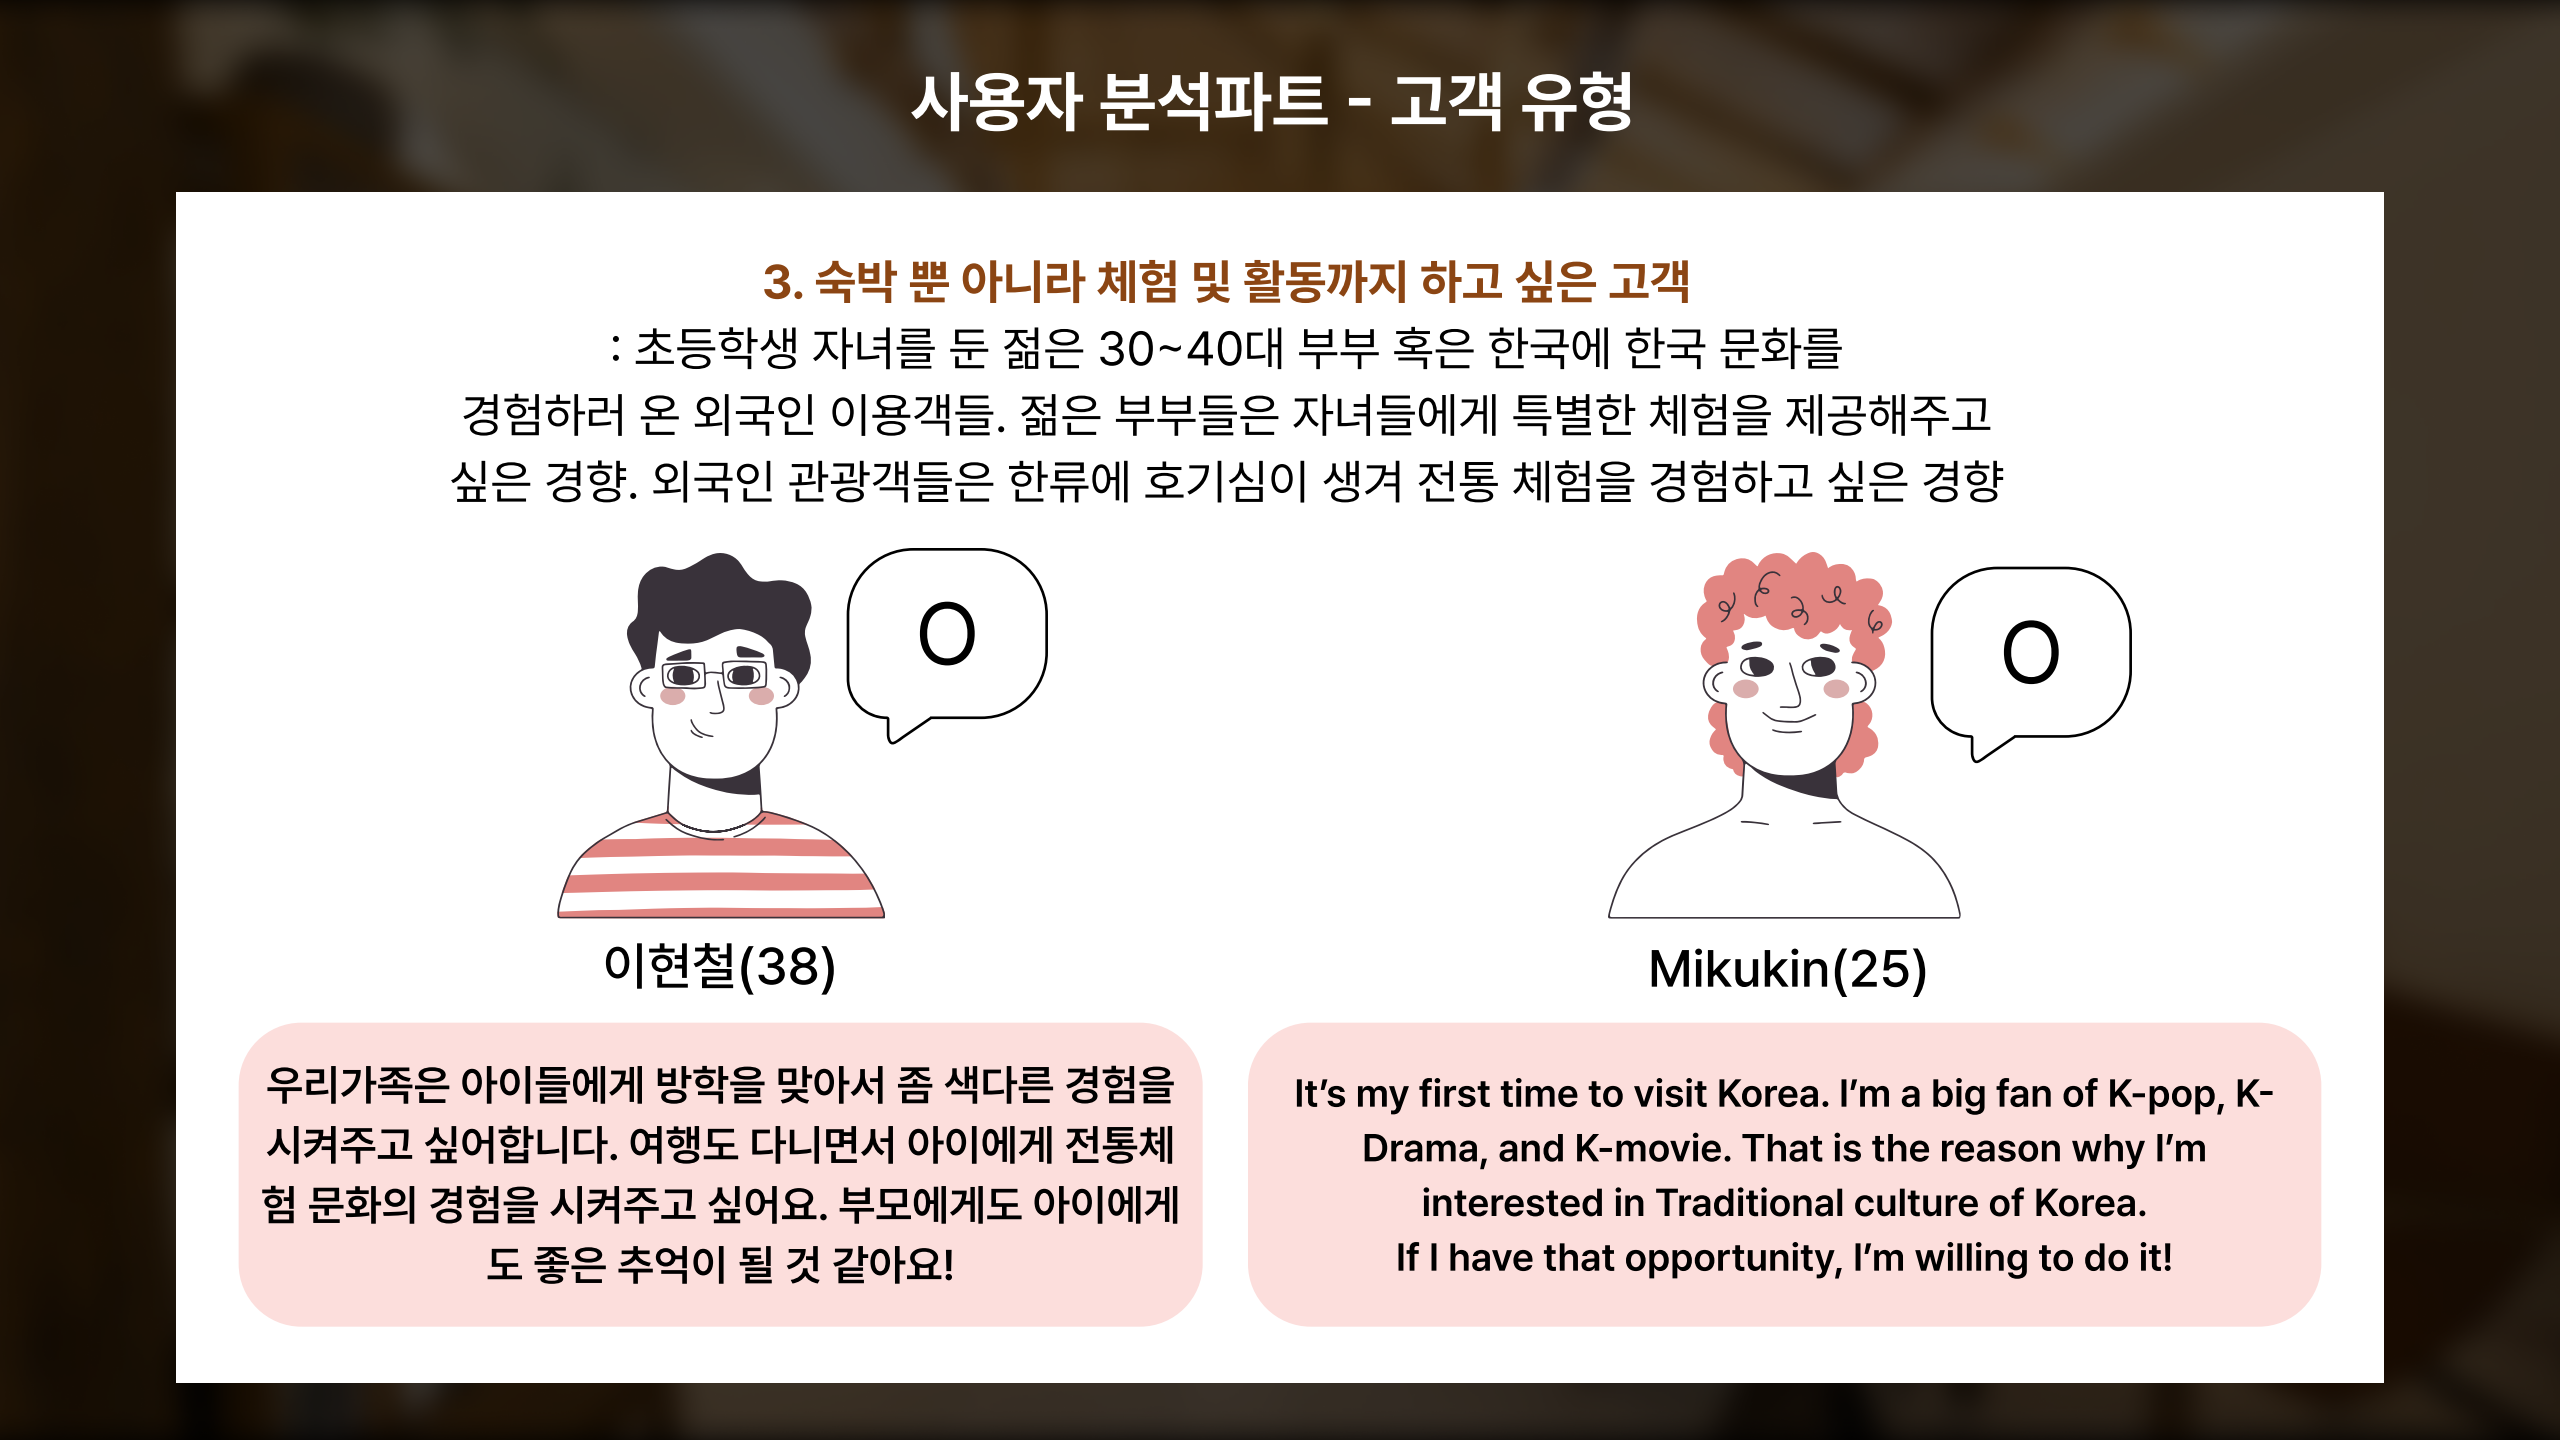 사용자 분석파트 - 고객 유형
3. 숙박 뿐 아니라 체험 및 활동까지 하고 싶은 고객
: 초등학생 자녀를 둔 젊은 30~40대 부부 혹은 한국에 한국 문화를
경험하러 온 외국인 이용객들. 젊은 부부들은 자녀들에게 특별한 체험을 제공해주고
싶은 경향. 외국인 관광객들은 한류에 호기심이 생겨 전통 체험을 경험하고 싶은 경향
O
이현철(38)
우리가족은 아이들에게 방학을 맞아서 좀 색다른 경험을
시켜주고 싶어합니다. 여행도 다니면서 아이에게 전통체
험 문화의 경험을 시켜주고 싶어요. 부모에게도 아이에게
도 좋은 추억이 될 것 같아요!
O
Mikukin(25)
It’s my first time to visit Korea. I’m a big fan of K-pop, K-
Drama, and K-movie. That is the reason why I’m
interested in Traditional culture of Korea.
If I have that opportunity, I’m willing to do it!